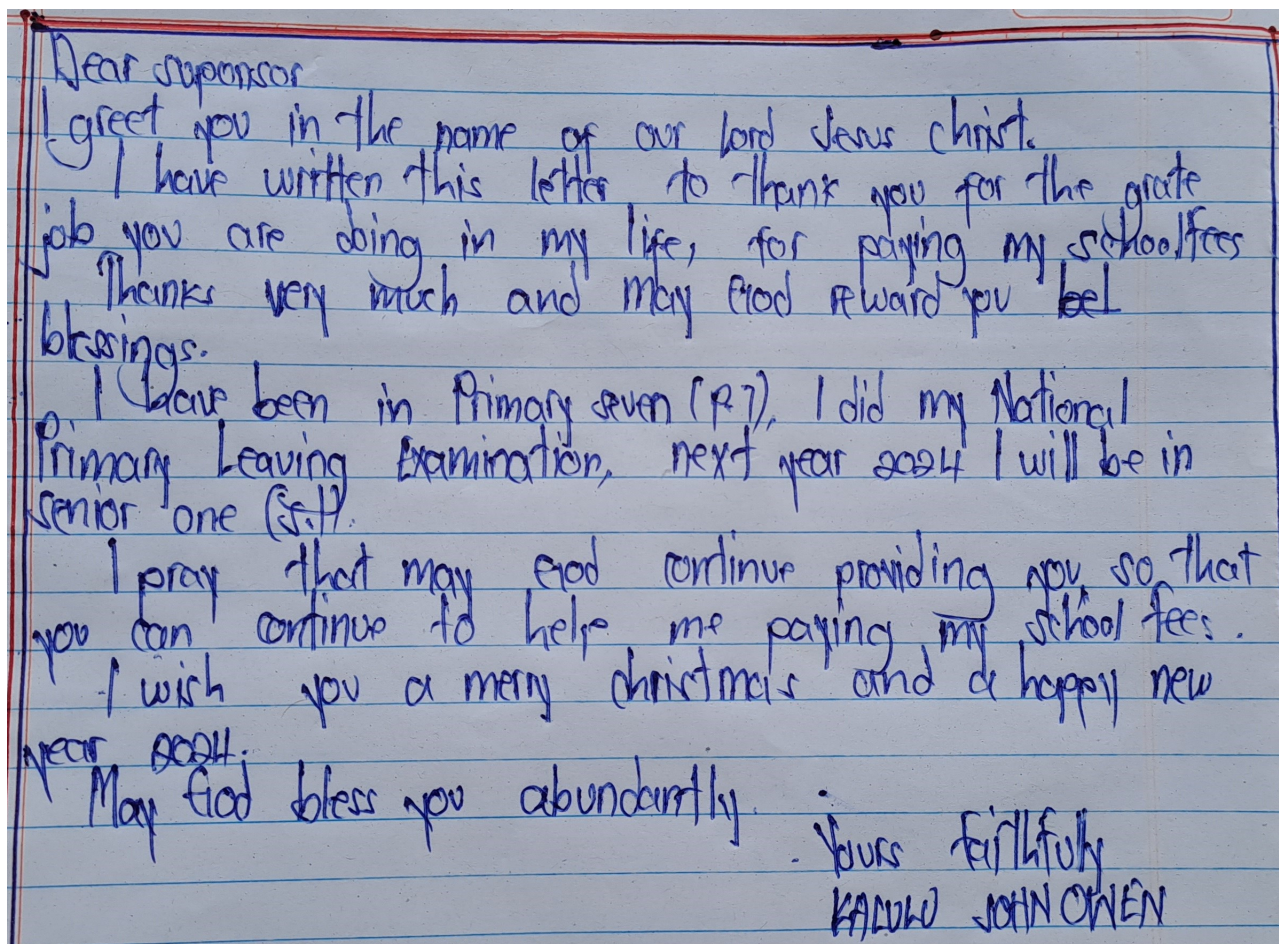 Dear suponsor
I greet you in the name of our lord Jesus christ.
I have written this letter to thank you for the grate
job you are doing in my life, for paying my schoolfees
Thanks very much and may God reward you bel
blessings.
I have been in Primary seven (P.7), I did my National
Primary Leaving Examination, next year 2024 I will be in
senior one (S.1).
I pray that may God continue providing you so that
you can continue to help me paying my school fees.
I wish you a merry christmas and a happy new
year 2024.
May God bless you abundantly.
Yours faithfully
KALULU JOHN OWEN